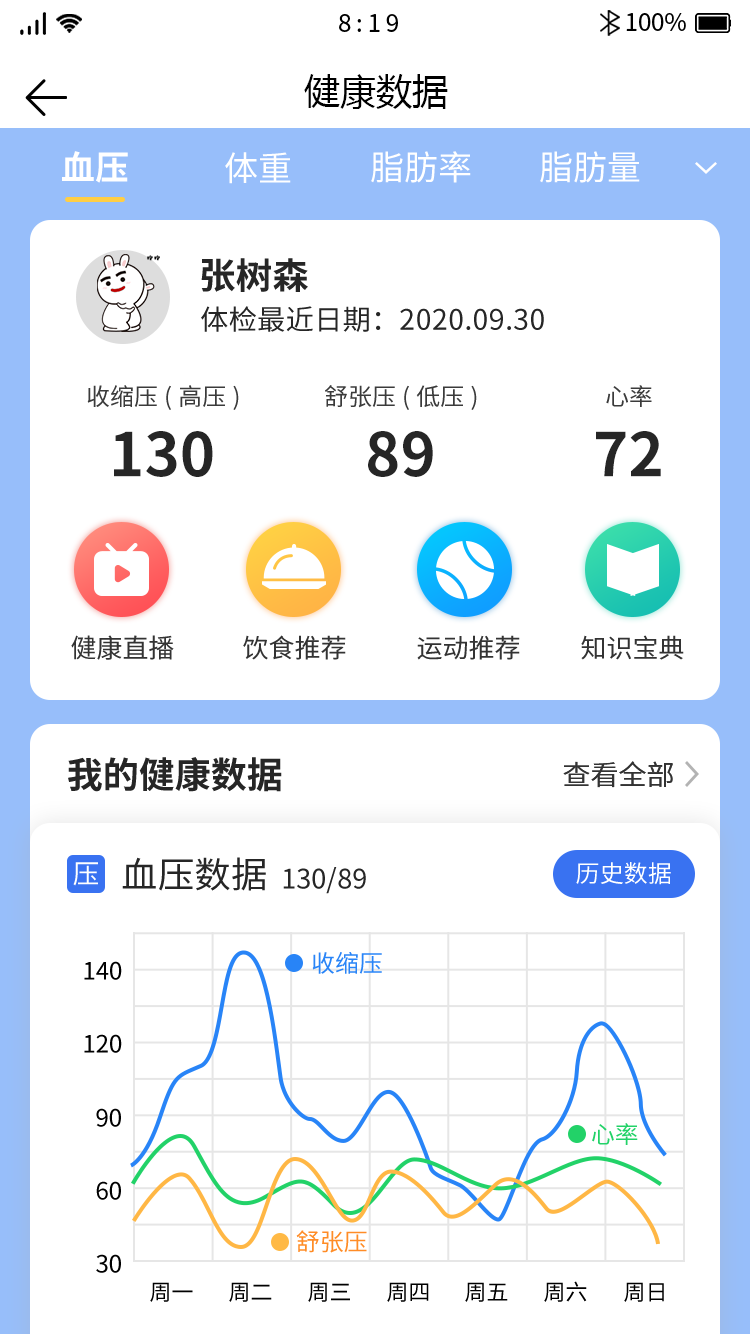 8:19 100%
健康数据
血压 体重 脂肪率 脂肪量
张树森
体检最近日期：2020.09.30
收缩压 ( 高压 ) 舒张压 ( 低压 ) 心率
130 89 72
健康直播 饮食推荐 运动推荐 知识宝典
我的健康数据 查看全部
压 血压数据 130/89 历史数据
收缩压
140
120
90
心率
60
舒张压
30
周一 周二 周三 周四 周五 周六 周日